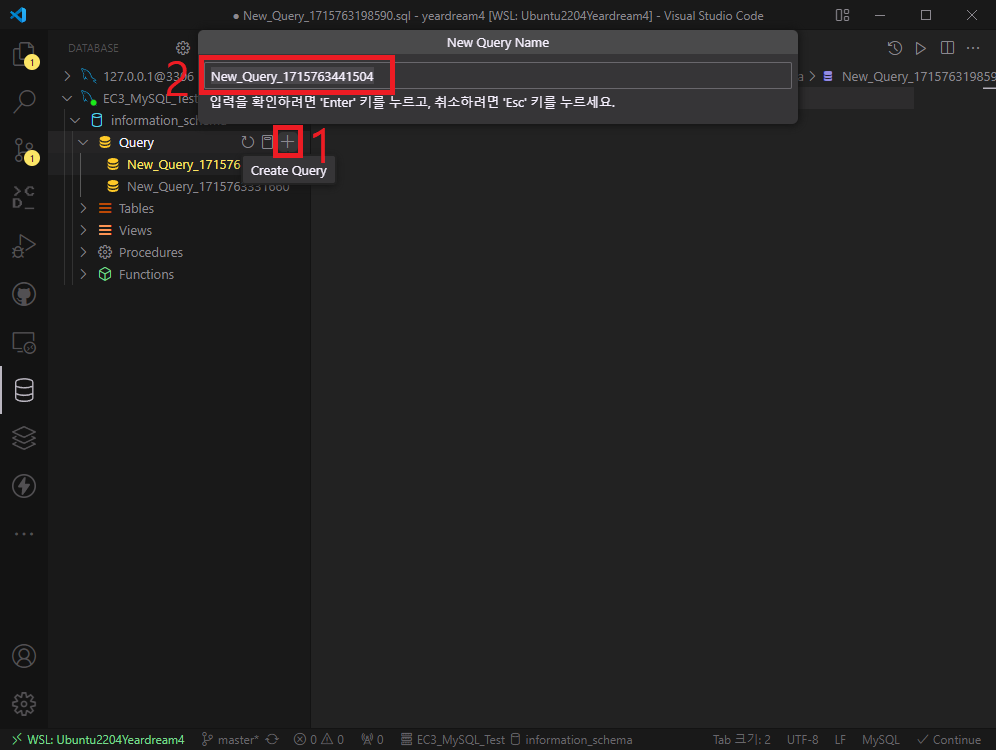 ● New_Query_1715763198590.sql - yeardream4 [WSL: Ubuntu2204Yeardream4] - Visual Studio Code
New Query Name
DATABASE
1
127.0.0.1@3306
2
New_Query_1715763441504
New_Query_171576319859
EC3_MySQL_Test
입력을 확인하려면 'Enter' 키를 누르고, 취소하려면 'Esc' 키를 누르세요.
information_sc
Query
1
1
New_Query_171576
Create Query
New_Query_1715763331680
Tables
Views
Procedures
Functions
WSL: Ubuntu2204Yeardream4
master*
0
0
0
EC3_MySQL_Test
information_schema
Tab 크기: 2
UTF-8
LF
MySQL
Continue